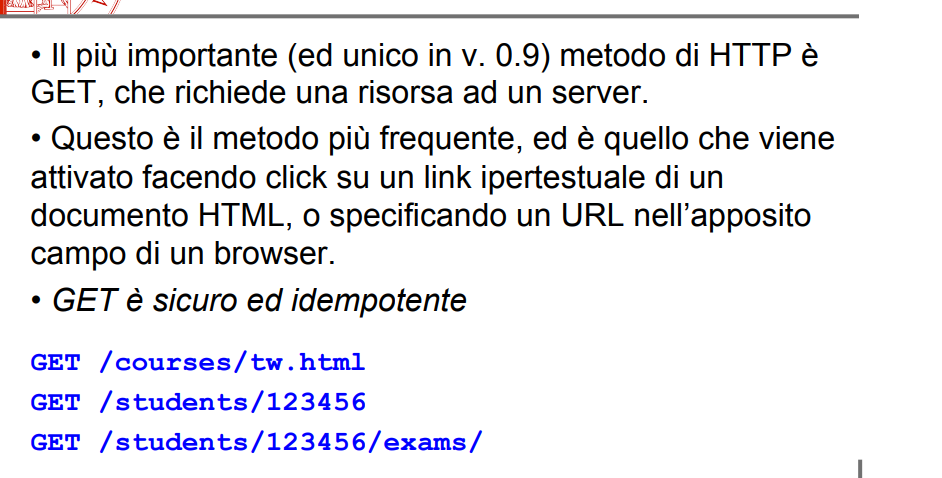 • Il più importante (ed unico in v. 0.9) metodo di HTTP è
GET, che richiede una risorsa ad un server.
• Questo è il metodo più frequente, ed è quello che viene
attivato facendo click su un link ipertestuale di un
documento HTML, o specificando un URL nell’apposito
campo di un browser.
• GET è sicuro ed idempotente
GET /courses/tw.html
GET /students/123456
GET /students/123456/exams/